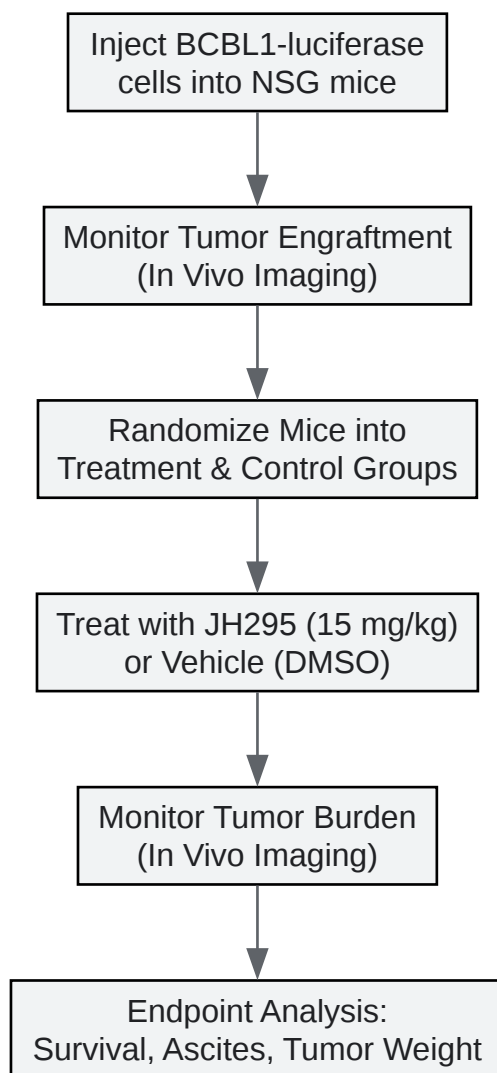 Inject BCBL1-luciferase
cells into NSG mice
Monitor Tumor Engraftment
(In Vivo Imaging)
Randomize Mice into
Treatment & Control Groups
Treat with JH295 (15 mg/kg)
or Vehicle (DMSO)
Monitor Tumor Burden
(In Vivo Imaging)
Endpoint Analysis:
Survival, Ascites, Tumor Weight